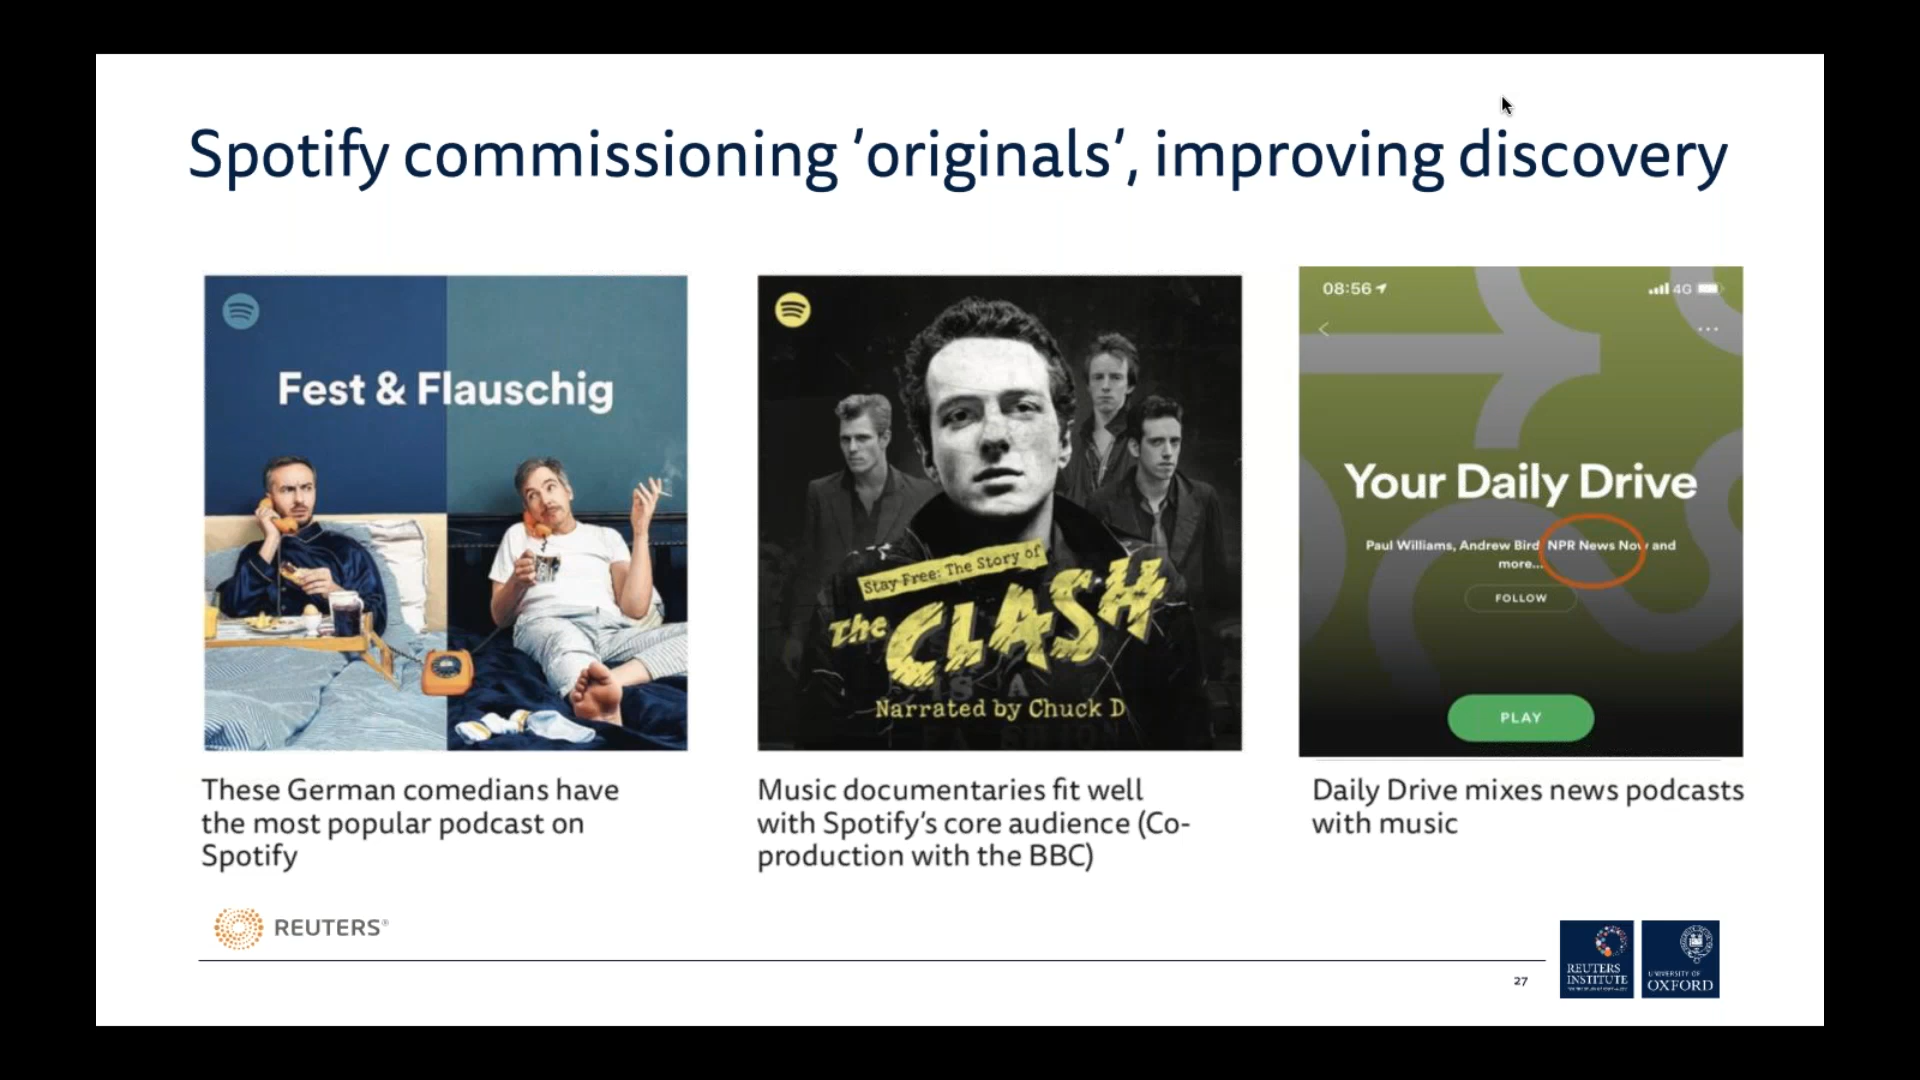 Spotify commissioning ‘originals’, improving discovery
Fest & Flauschig
Stay Free: The Story of
The CLASH
IS A
Narrated by Chuck D
08:56
4G
Your Daily Drive
Paul Williams, Andrew Bird, NPR News Now and
more...
FOLLOW
PLAY
These German comedians have
the most popular podcast on
Spotify
Music documentaries fit well
with Spotify’s core audience (Co-
production with the BBC)
Daily Drive mixes news podcasts
with music
REUTERS®
27
REUTERS
INSTITUTE
UNIVERSITY OF
OXFORD